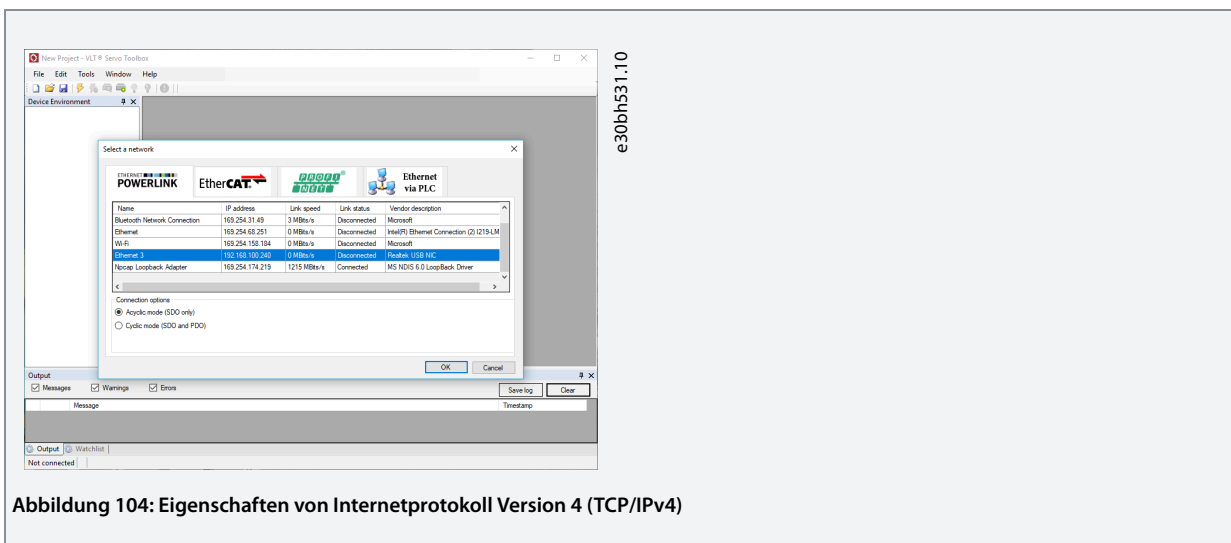 New Project - VLT® Servo Toolbox
File Edit Tools Window Help
Device Environment
Select a network
ETHERNET POWERLINK
EtherCAT
PROFI NET
Ethernet via PLC
Name IP address Link speed Link status Vendor description
Bluetooth Network Connection 169.254.31.49 3 MBits/s Disconnected Microsoft
Ethernet 169.254.68.251 0 MBits/s Disconnected Intel(R) Ethernet Connection (2) I219-LM
Wi-Fi 169.254.158.184 0 MBits/s Disconnected Microsoft
Ethernet 3 192.168.100.240 0 MBits/s Disconnected Realtek USB NIC
Npcap Loopback Adapter 169.254.174.219 1215 MBits/s Connected MS NDIS 6.0 LoopBack Driver
Connection options
Acyclic mode (SDO only)
Cyclic mode (SDO and PDO)
OK Cancel
Output
Messages Warnings Errors Save log Clear
Message Timestamp
Output Watchlist
Not connected
e30bh531.10
Abbildung 104: Eigenschaften von Internetprotokoll Version 4 (TCP/IPv4)